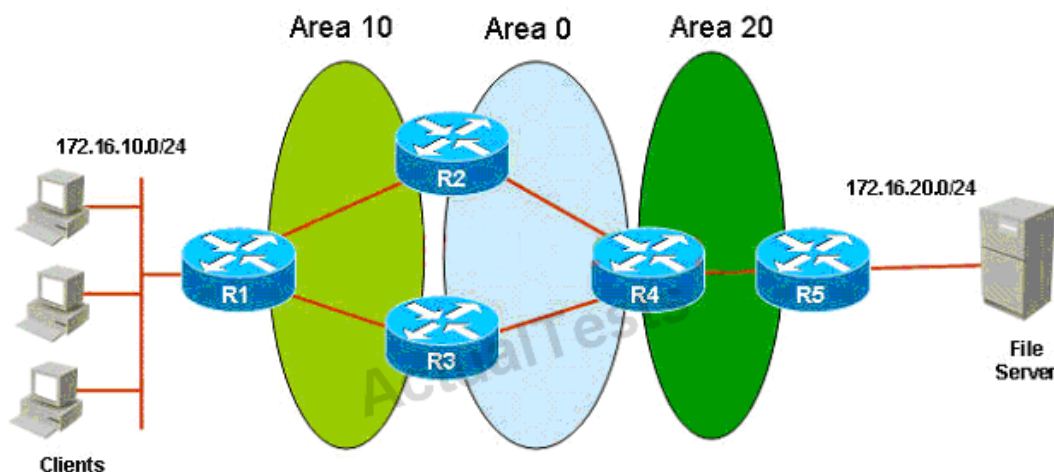 Area 10
Area 0
Area 20
172.16.10.0/24
R2
172.16.20.0/24
R1
R4
R5
R3
ActualTests
File
Server
Clients